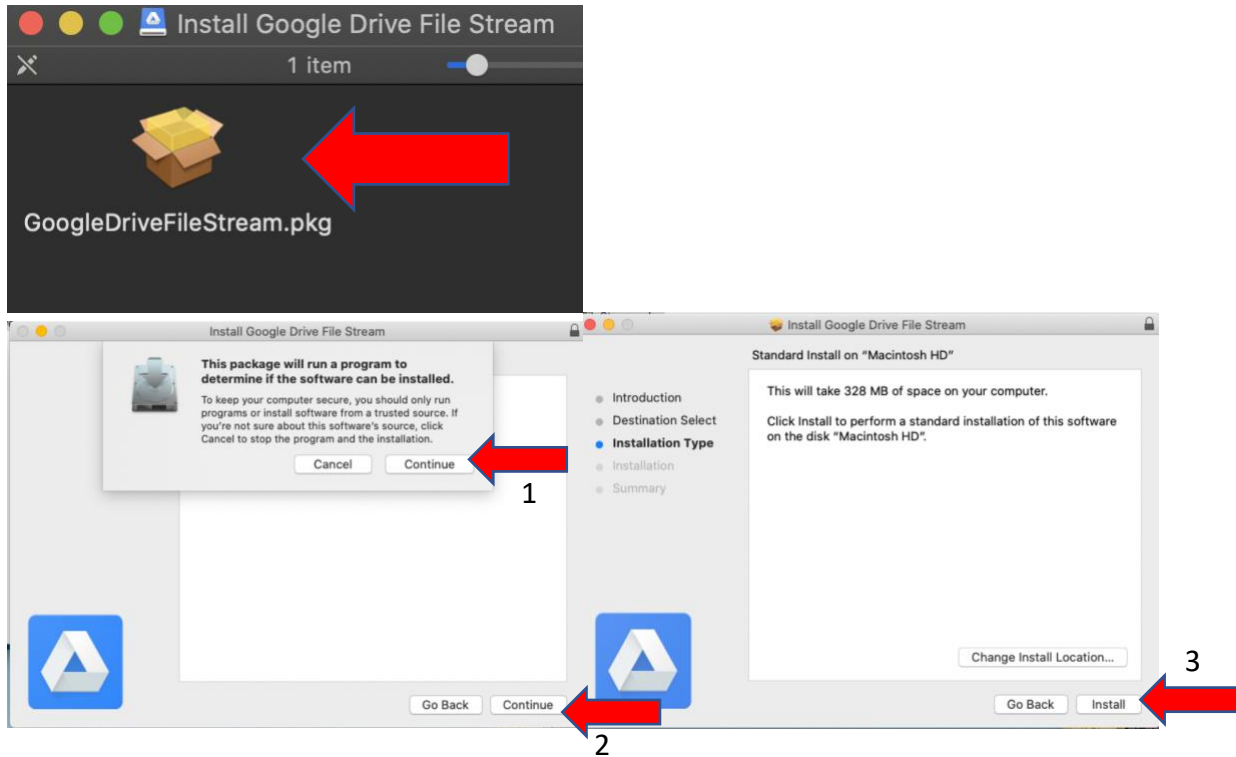 Install Google Drive File Stream
1 item
GoogleDriveFileStream.pkg
Install Google Drive File Stream
This package will run a program to
determine if the software can be installed.
To keep your computer secure, you should only run
programs or install software from a trusted source. If
you're not sure about this software's source, click
Cancel to stop the program and the installation.
Cancel Continue
1
Go Back Continue
2
Install Google Drive File Stream
Standard Install on “Macintosh HD”
Introduction
Destination Select
Installation Type
Installation
Summary
This will take 328 MB of space on your computer.
Click Install to perform a standard installation of this software
on the disk “Macintosh HD”.
Change Install Location...
Go Back Install
3